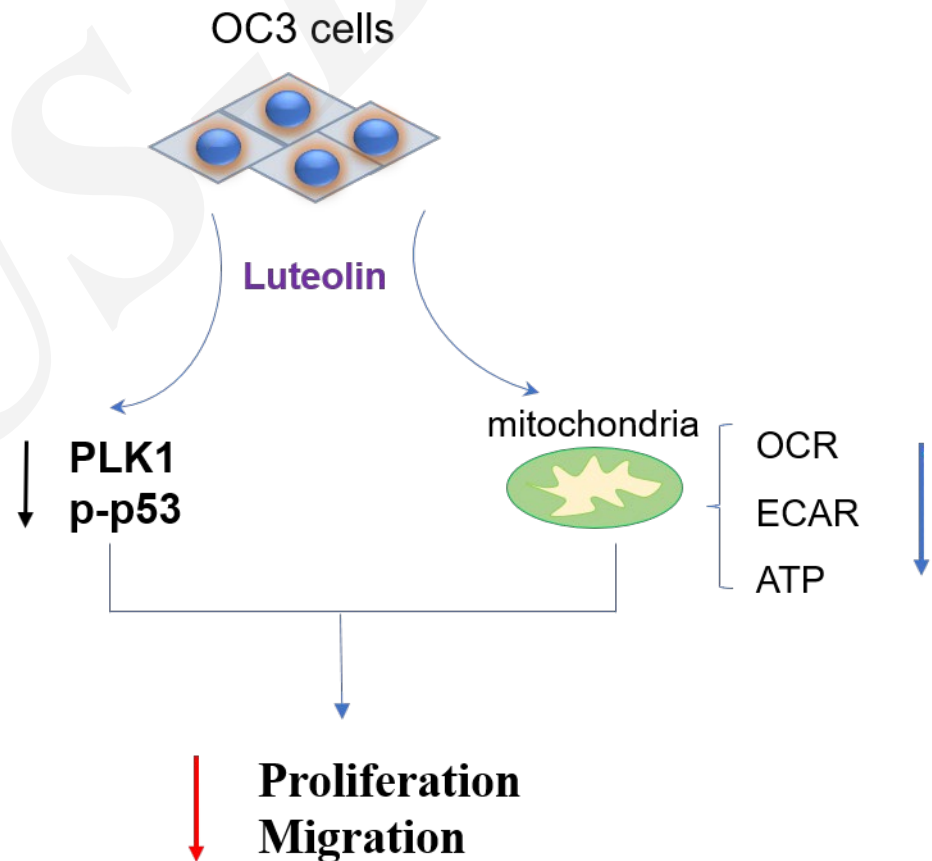 OC3 cells
Luteolin
PLK1
p-p53
mitochondria
OCR
ECAR
ATP
Proliferation
Migration